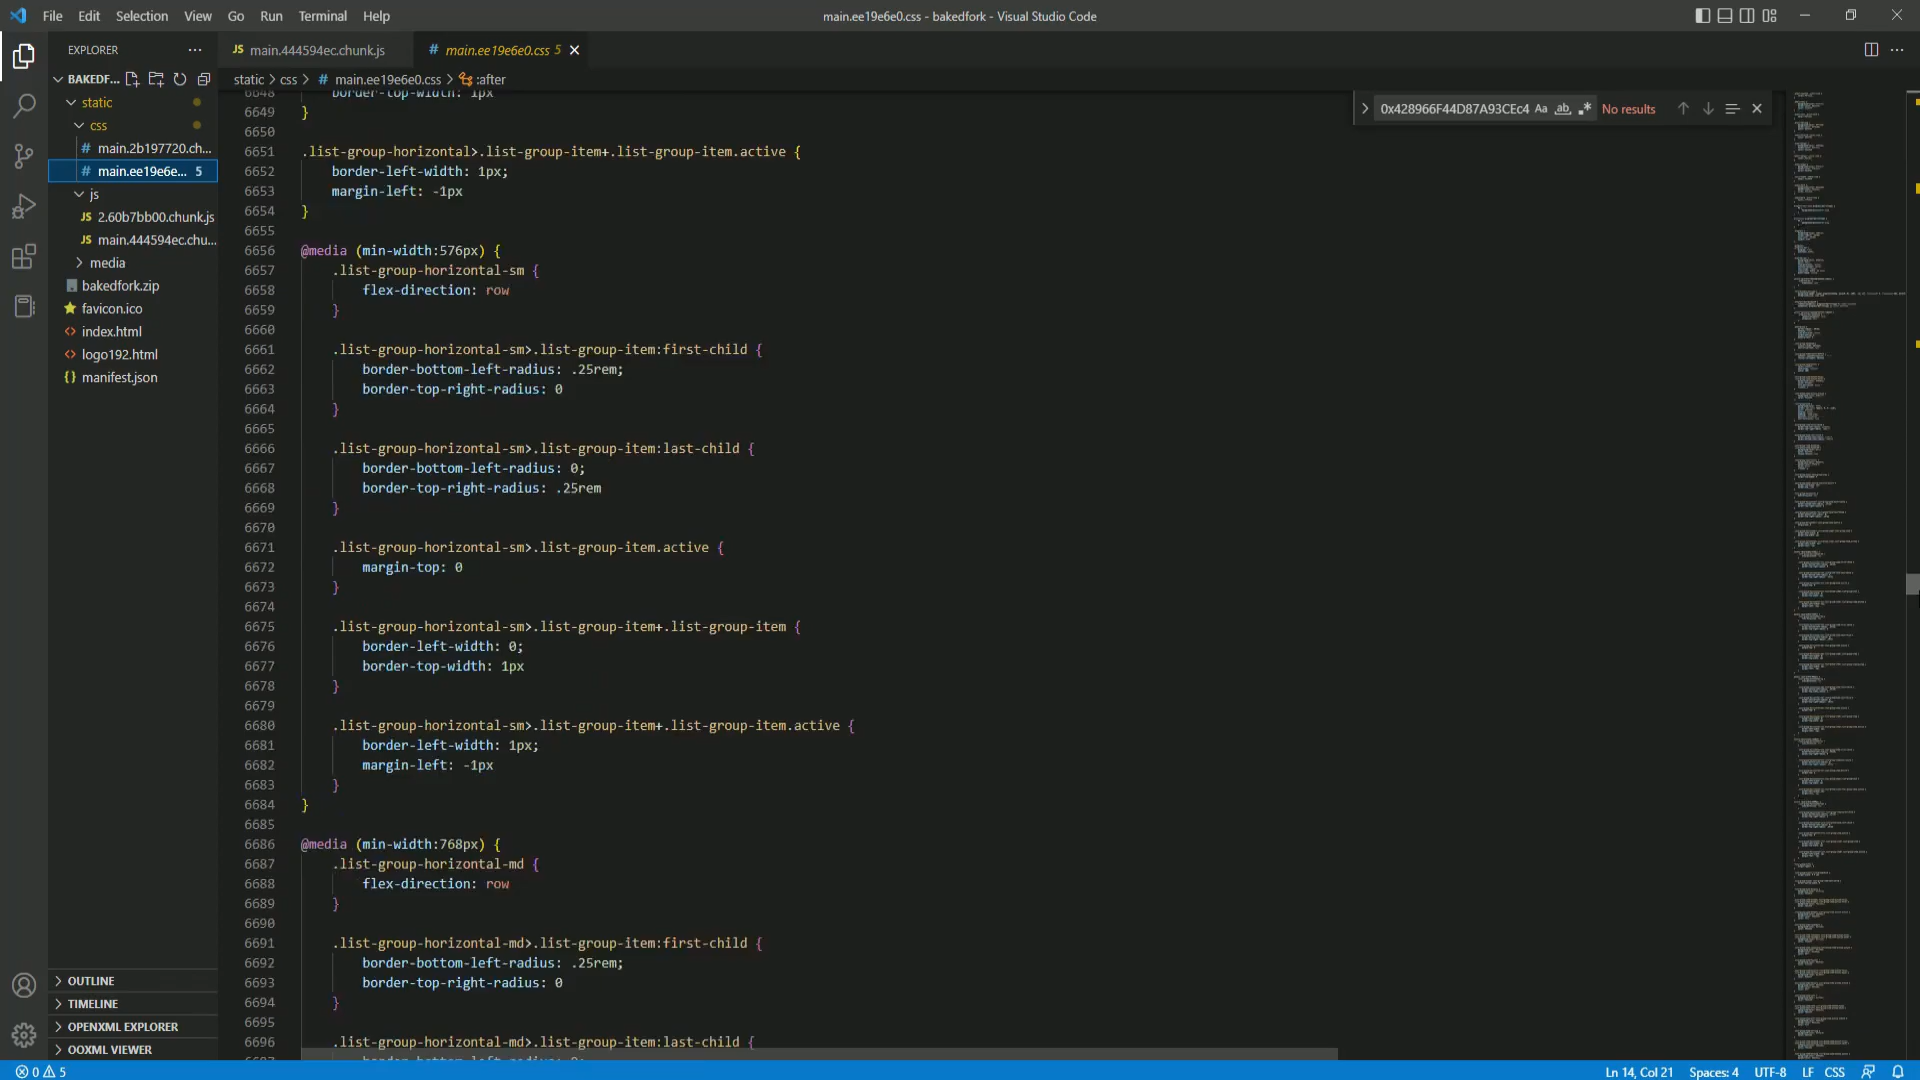 File Edit Selection View Go Run Terminal Help
main.ee19e6e0.css - bakedfork - Visual Studio Code
EXPLORER
BAKEDF...
static
css
main.2b197720.ch...
main.ee19e6e... 5
js
JS 2.60b7bb00.chunk.js
JS main.444594ec.chu...
media
bakedfork.zip
favicon.ico
index.html
logo192.html
manifest.json
OUTLINE
TIMELINE
OPENXML EXPLORER
OOXML VIEWER
JS main.444594ec.chunk.js
# main.ee19e6e0.css 5
static > css > # main.ee19e6e0.css > :after
0x428966F44D87A93CEc4 Aa ab .* No results
6648 border-top-width: 1px
6649 }
6650
6651 .list-group-horizontal>.list-group-item+.list-group-item.active {
6652 border-left-width: 1px;
6653 margin-left: -1px
6654 }
6655
6656 @media (min-width:576px) {
6657 .list-group-horizontal-sm {
6658 flex-direction: row
6659 }
6660
6661 .list-group-horizontal-sm>.list-group-item:first-child {
6662 border-bottom-left-radius: .25rem;
6663 border-top-right-radius: 0
6664 }
6665
6666 .list-group-horizontal-sm>.list-group-item:last-child {
6667 border-bottom-left-radius: 0;
6668 border-top-right-radius: .25rem
6669 }
6670
6671 .list-group-horizontal-sm>.list-group-item.active {
6672 margin-top: 0
6673 }
6674
6675 .list-group-horizontal-sm>.list-group-item+.list-group-item {
6676 border-left-width: 0;
6677 border-top-width: 1px
6678 }
6679
6680 .list-group-horizontal-sm>.list-group-item+.list-group-item.active {
6681 border-left-width: 1px;
6682 margin-left: -1px
6683 }
6684 }
6685
6686 @media (min-width:768px) {
6687 .list-group-horizontal-md {
6688 flex-direction: row
6689 }
6690
6691 .list-group-horizontal-md>.list-group-item:first-child {
6692 border-bottom-left-radius: .25rem;
6693 border-top-right-radius: 0
6694 }
6695
6696 .list-group-horizontal-md>.list-group-item:last-child {
0 5
Ln 14, Col 21 Spaces: 4 UTF-8 LF CSS